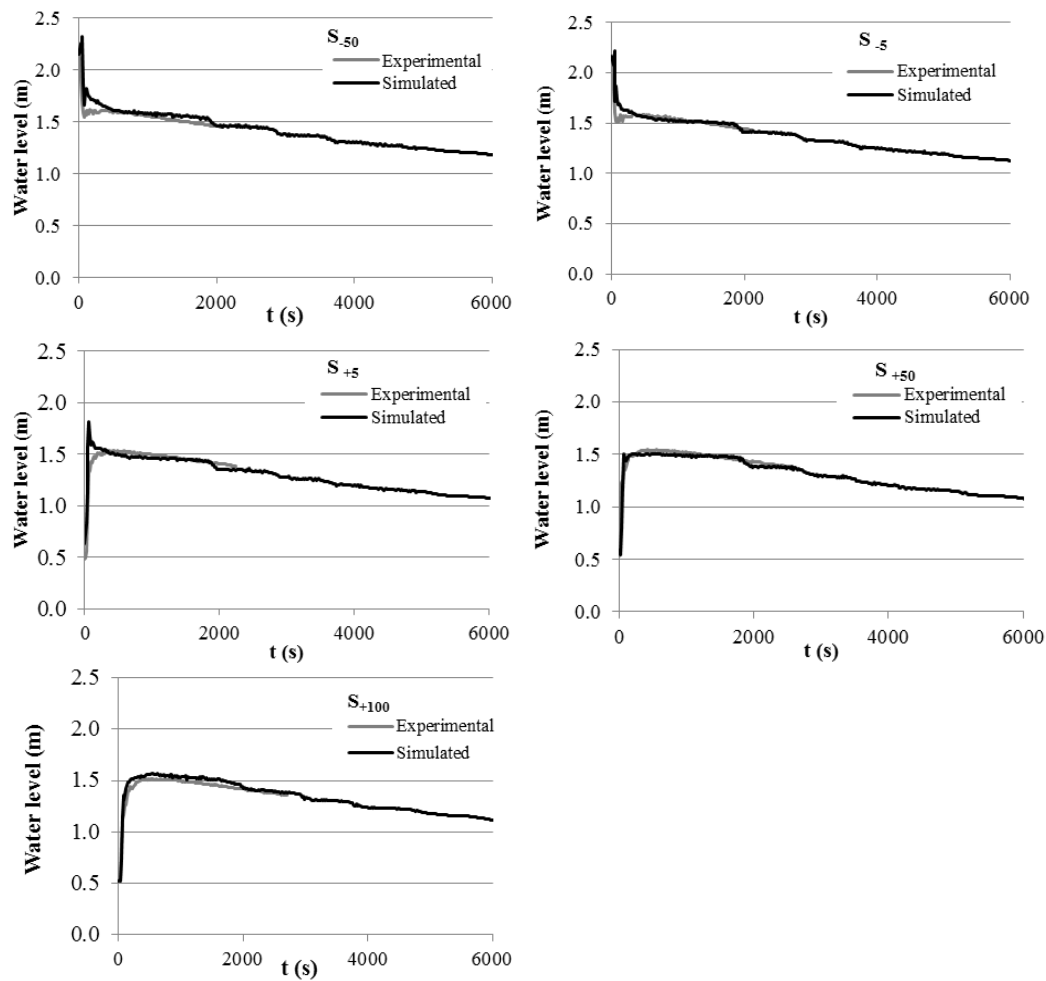 S-50
Experimental
Simulated
Water level (m)
2.5
2.0
1.5
1.0
0.5
0.0
0 2000 4000 6000
t (s)
S -5
Experimental
Simulated
Water level (m)
2.5
2.0
1.5
1.0
0.5
0.0
0 2000 4000 6000
t (s)
S +5
Experimental
Simulated
Water level (m)
2.5
2.0
1.5
1.0
0.5
0.0
0 2000 4000 6000
t (s)
S +50
Experimental
Simulated
Water level (m)
2.5
2.0
1.5
1.0
0.5
0.0
0 2000 4000 6000
t (s)
S+100
Experimental
Simulated
Water level (m)
2.5
2.0
1.5
1.0
0.5
0.0
0 2000 4000 6000
t (s)